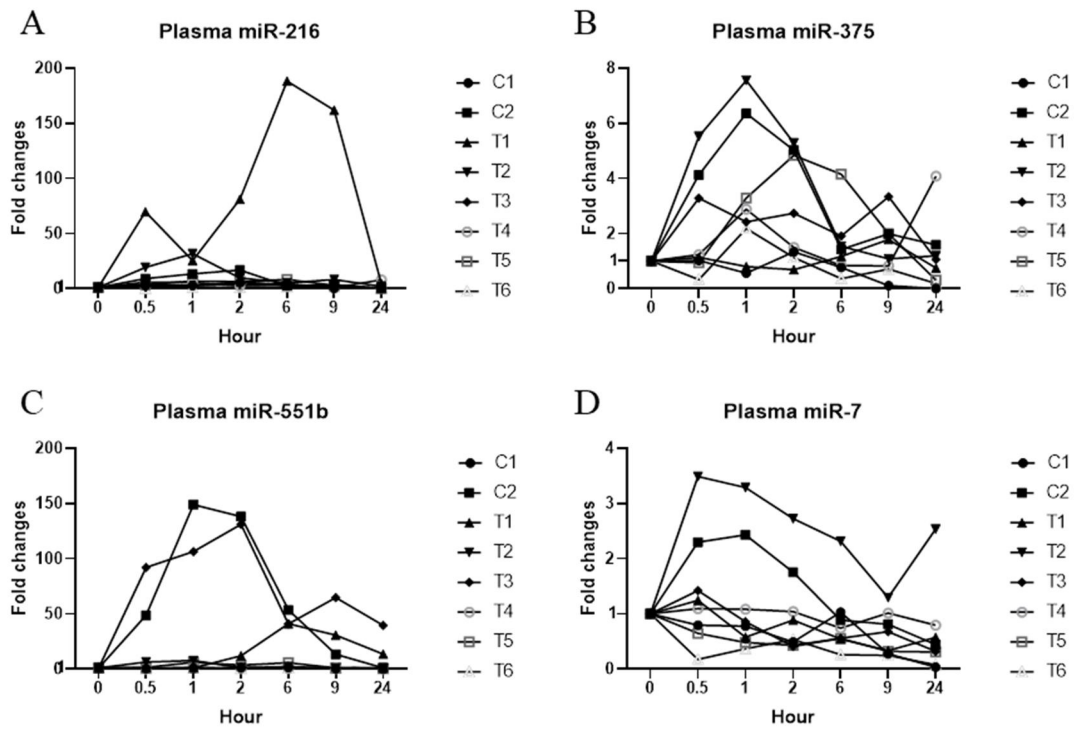 A
Plasma miR-216
Fold changes
200
150
100
50
1
0
0 0.5 1 2 6 9 24
Hour
C1
C2
T1
T2
T3
T4
T5
T6
B
Plasma miR-375
Fold changes
8
6
4
2
1
0
0 0.5 1 2 6 9 24
Hour
C1
C2
T1
T2
T3
T4
T5
T6
C
Plasma miR-551b
Fold changes
200
150
100
50
1
0
0 0.5 1 2 6 9 24
Hour
C1
C2
T1
T2
T3
T4
T5
T6
D
Plasma miR-7
Fold changes
4
3
2
1
0
0 0.5 1 2 6 9 24
Hour
C1
C2
T1
T2
T3
T4
T5
T6